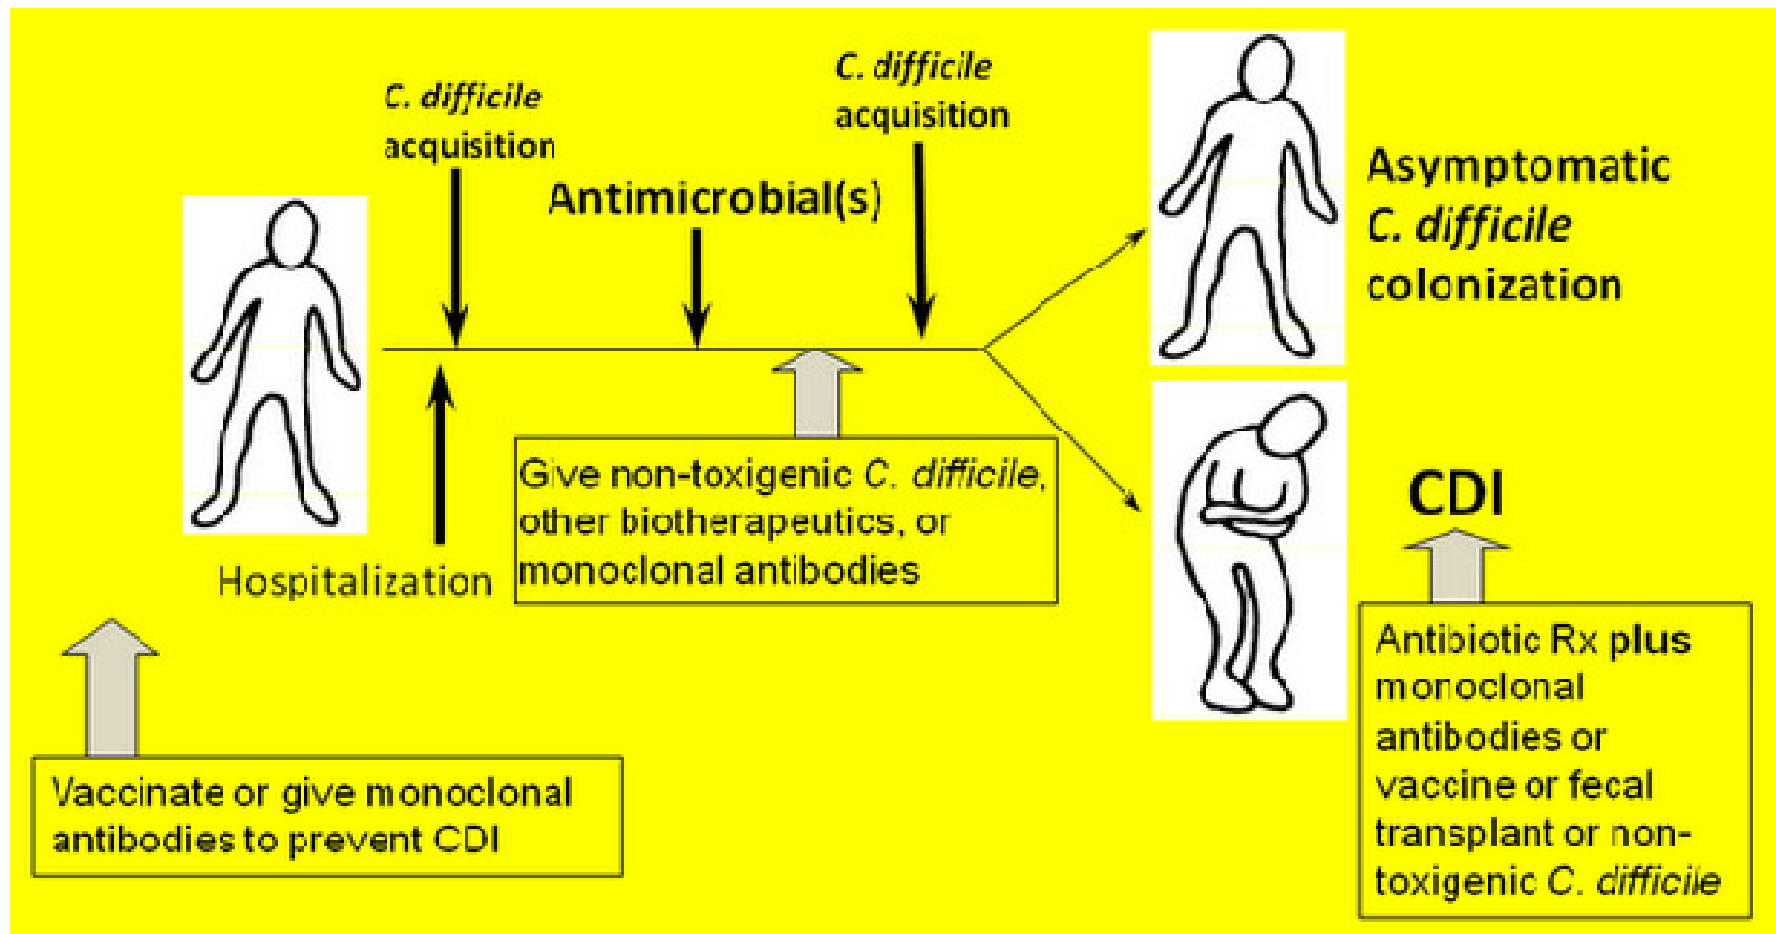 C. difficile
acquisition
C. difficile
acquisition
Antimicrobial(s)
Asymptomatic
C. difficile
colonization
Hospitalization
Give non-toxigenic C. difficile,
other biotherapeutics, or
monoclonal antibodies
CDI
Vaccinate or give monoclonal
antibodies to prevent CDI
Antibiotic Rx plus
monoclonal
antibodies or
vaccine or fecal
transplant or non-
toxigenic C. difficile